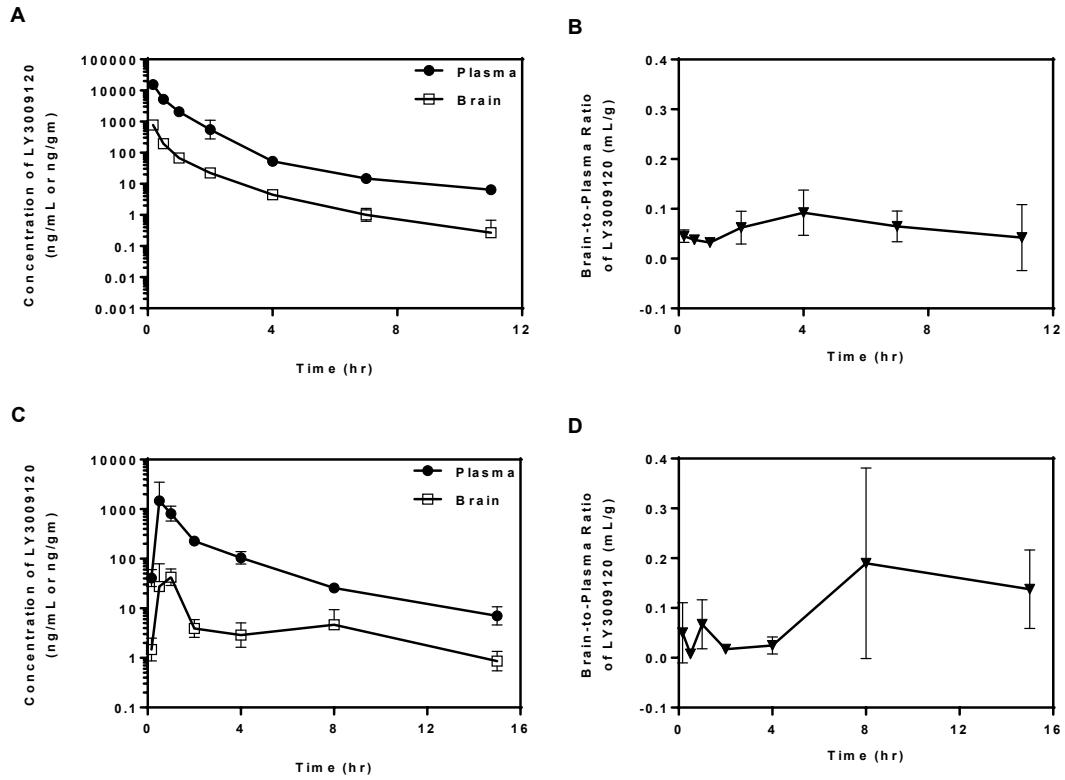 A
Concentration of LY3009120
(ng/mL or ng/gm)
100000
10000
1000
100
10
1
0.1
0.01
0.001
Plasma
Brain
0 4 8 12
Time (hr)
B
Brain-to-Plasma Ratio
of LY3009120 (mL/g)
0.4
0.3
0.2
0.1
0.0
-0.1
0 4 8 12
Time (hr)
C
Concentration of LY3009120
(ng/mL or ng/gm)
10000
1000
100
10
1
0.1
Plasma
Brain
0 4 8 12 16
Time (hr)
D
Brain-to-Plasma Ratio
of LY3009120 (mL/g)
0.4
0.3
0.2
0.1
0.0
-0.1
0 4 8 12 16
Time (hr)